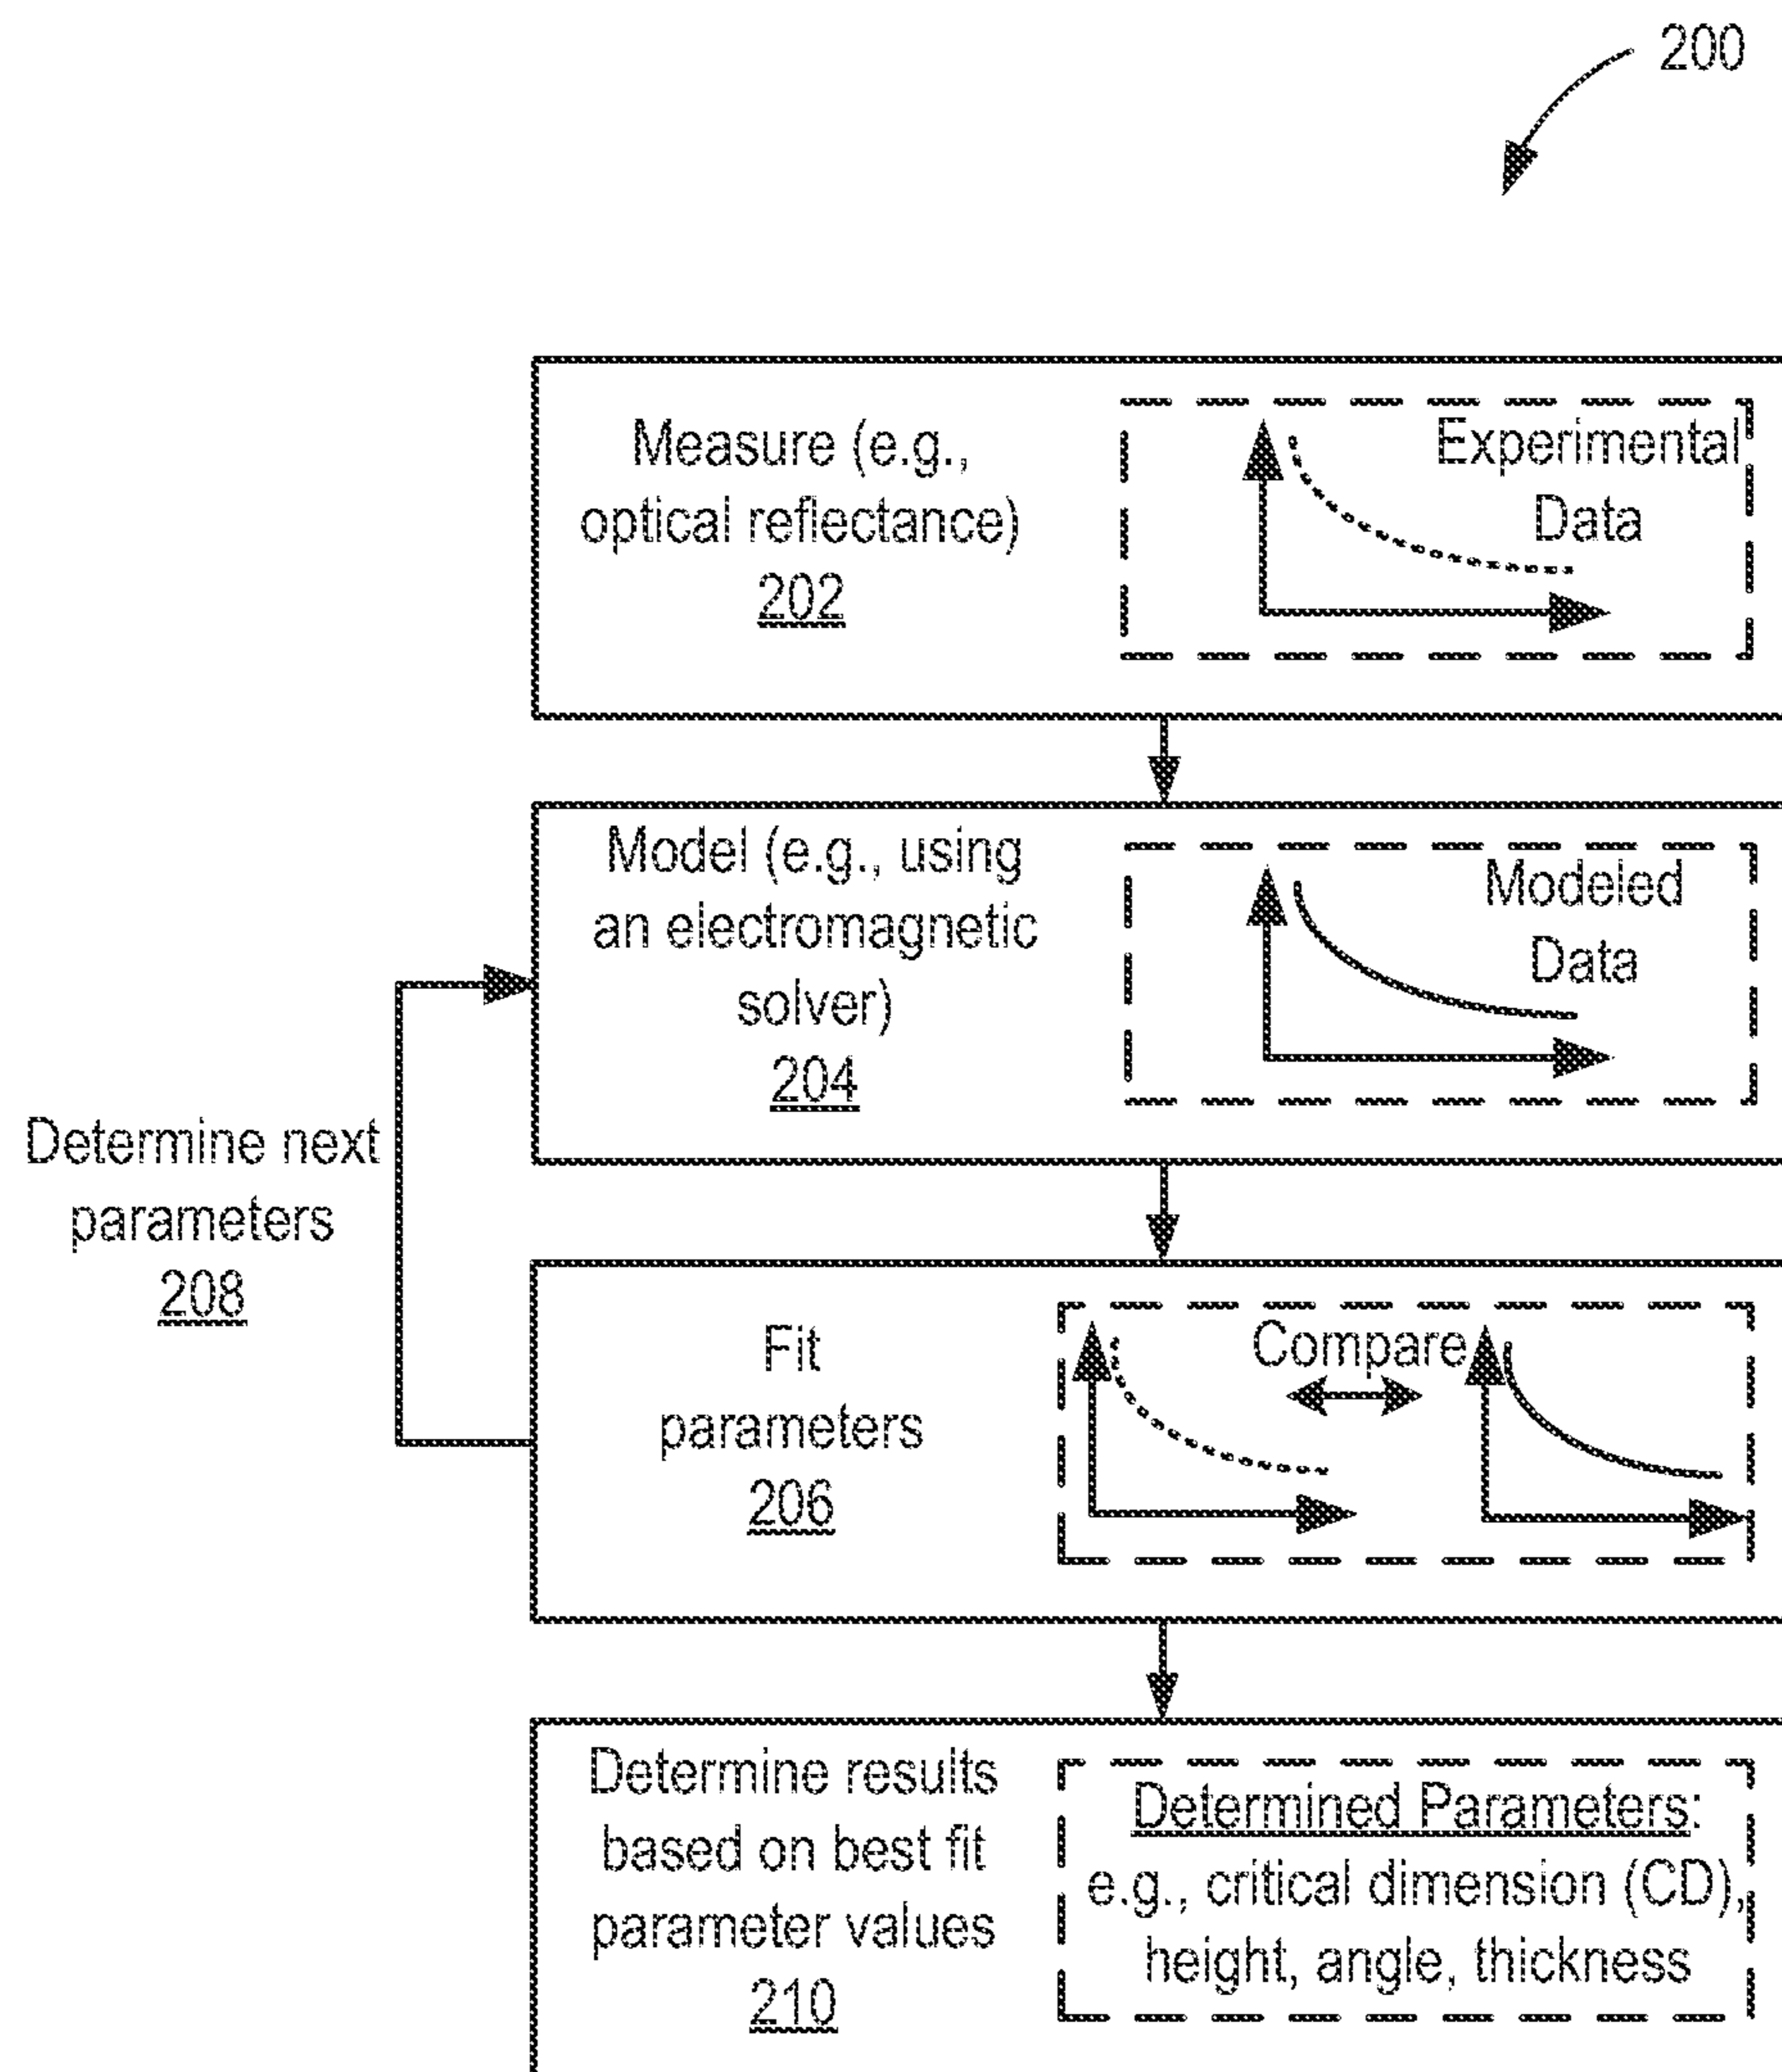 200
Measure (e.g.,
optical reflectance)
202
Experimental
Data
Model (e.g., using
an electromagnetic
solver)
204
Modeled
Data
Determine next
parameters
208
Fit
parameters
206
Compare
Determine results
based on best fit
parameter values
210
Determined Parameters:
e.g., critical dimension (CD),
height, angle, thickness